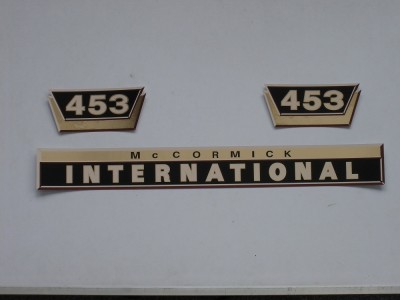 453
453
McCORMICK
INTERNATIONAL